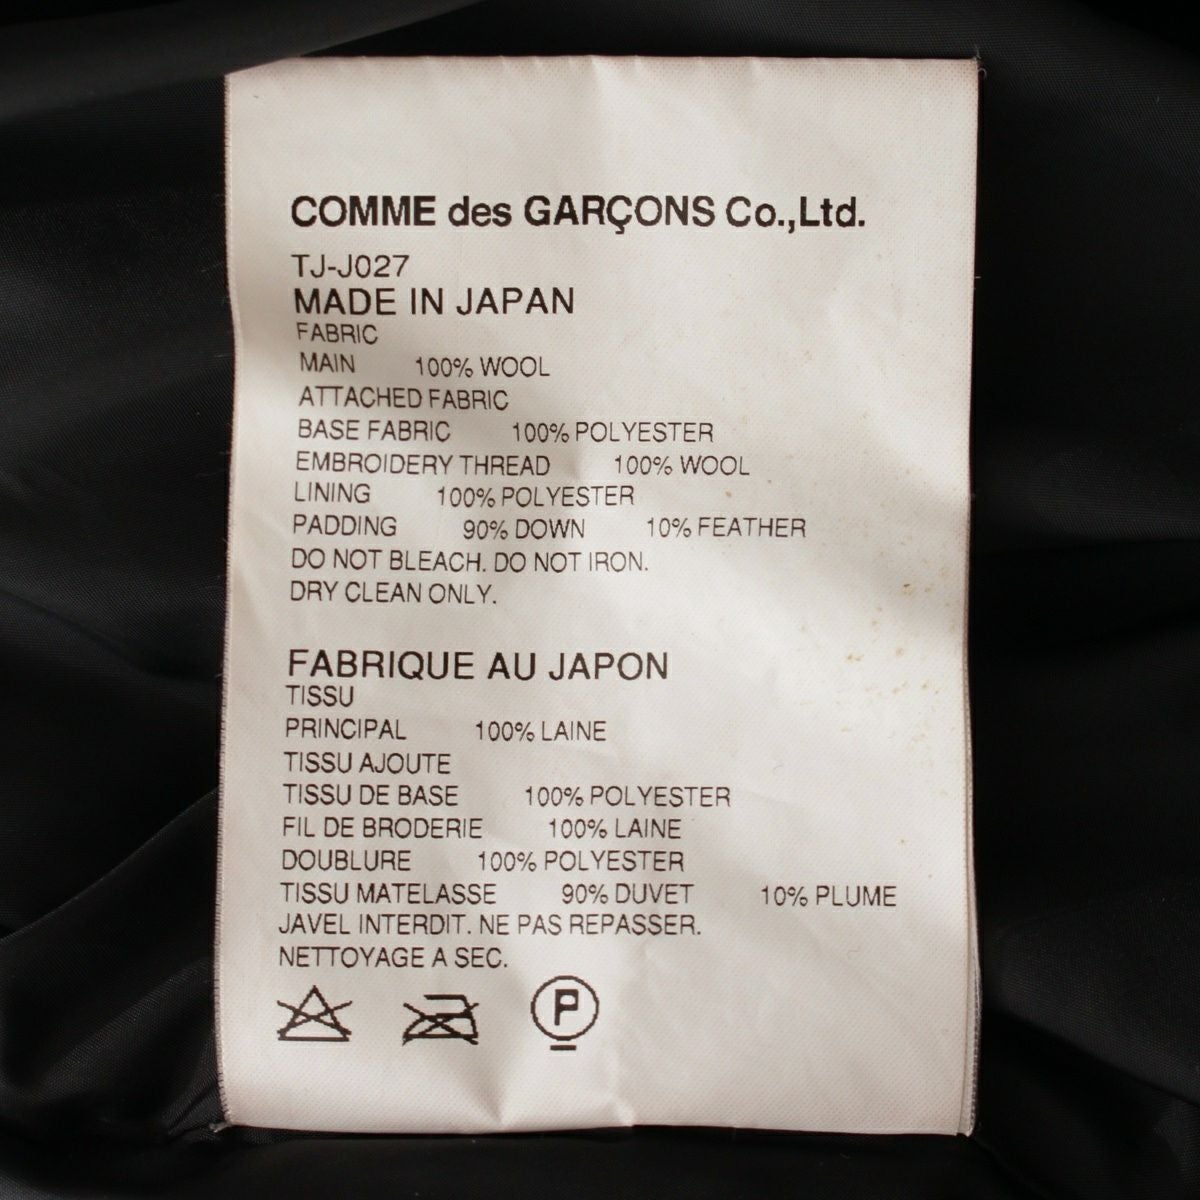 COMME des GARÇONS Co.,Ltd.
TJ-J027
MADE IN JAPAN
FABRIC
MAIN 100% WOOL
ATTACHED FABRIC
BASE FABRIC 100% POLYESTER
EMBROIDERY THREAD 100% WOOL
LINING 100% POLYESTER
PADDING 90% DOWN 10% FEATHER
DO NOT BLEACH. DO NOT IRON.
DRY CLEAN ONLY.
FABRIQUE AU JAPON
TISSU
PRINCIPAL 100% LAINE
TISSU AJOUTE
TISSU DE BASE 100% POLYESTER
FIL DE BRODERIE 100% LAINE
DOUBLURE 100% POLYESTER
TISSU MATELASSE 90% DUVET 10% PLUME
JAVEL INTERDIT. NE PAS REPASSER.
NETTOYAGE A SEC.
P